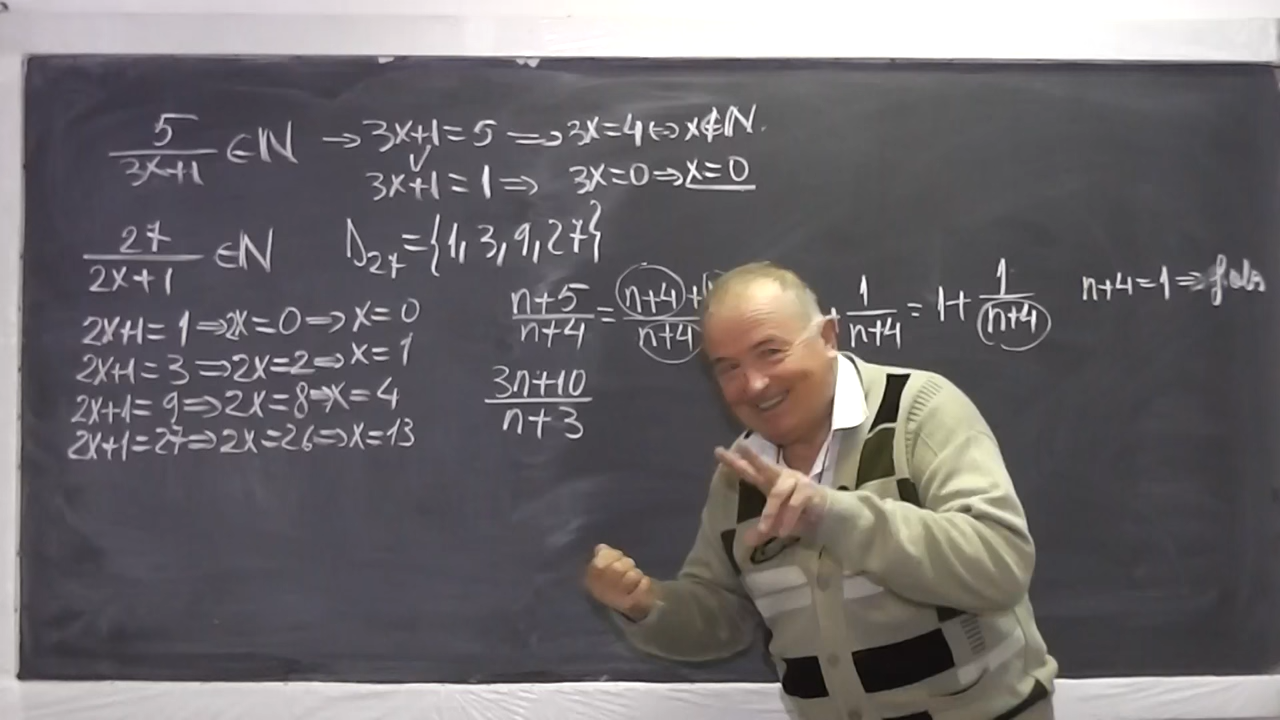 5/(3x+1) ∈ ℕ → 3x+1 = 5 ⇒ 3x = 4 ⇔ x ∉ ℕ.
3x+1 = 1 ⇒ 3x = 0 ⇒ x = 0
27/(2x+1) ∈ ℕ D₂₇ = {1, 3, 9, 27}
2x+1 = 1 ⇒ 2x = 0 ⇒ x = 0
2x+1 = 3 ⇒ 2x = 2 ⇒ x = 1
2x+1 = 9 ⇒ 2x = 8 ⇒ x = 4
2x+1 = 27 ⇒ 2x = 26 ⇒ x = 13
(n+5)/(n+4) = (n+4)+ / n+4 + 1/(n+4) = 1 + 1/(n+4) n+4 = 1 ⇒ fals
(3n+10)/(n+3)